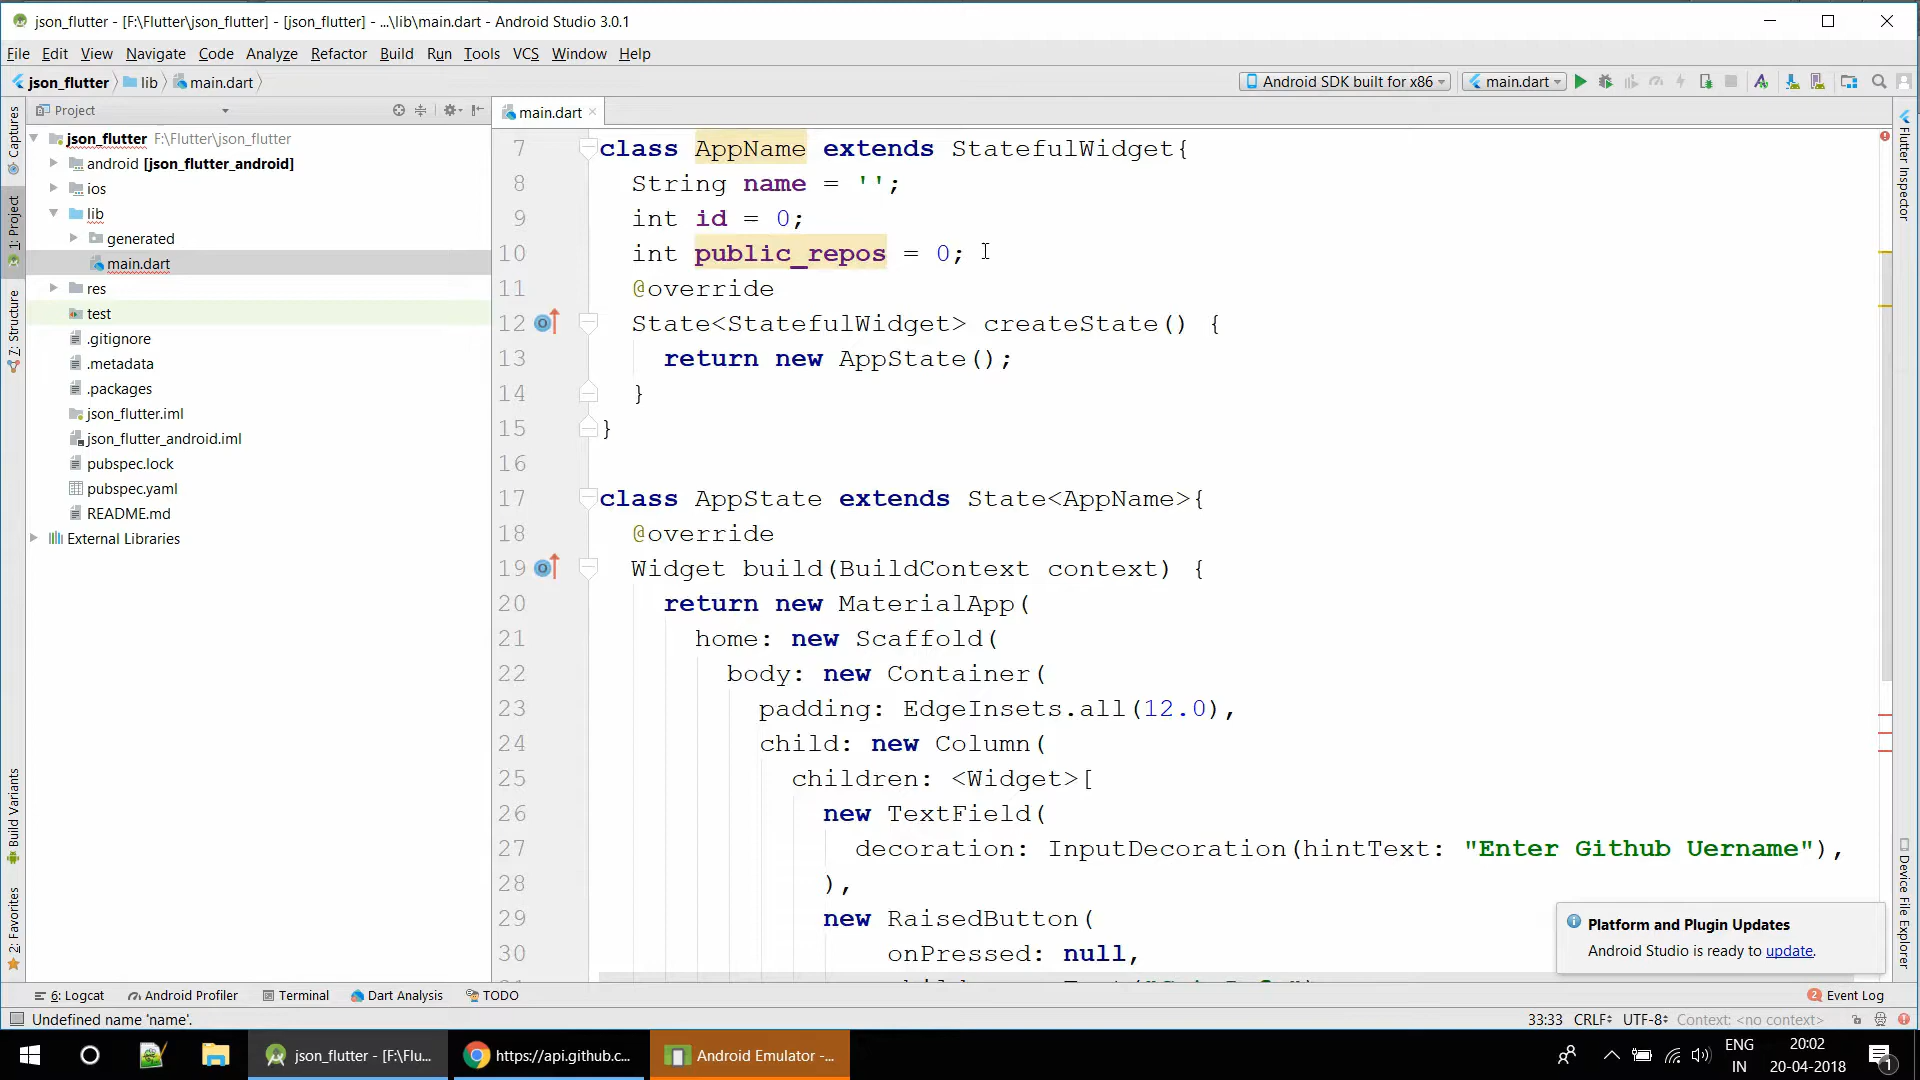 json_flutter - [F:\Flutter\json_flutter] - [json_flutter] - ...\lib\main.dart - Android Studio 3.0.1
File Edit View Navigate Code Analyze Refactor Build Run Tools VCS Window Help
json_flutter lib main.dart
Android SDK built for x86 main.dart
Project
main.dart
Captures
1: Project
7: Structure
Build Variants
2: Favorites
json_flutter F:\Flutter\json_flutter
android [json_flutter_android]
ios
lib
generated
main.dart
res
test
.gitignore
.metadata
.packages
json_flutter.iml
json_flutter_android.iml
pubspec.lock
pubspec.yaml
README.md
External Libraries
7 class AppName extends StatefulWidget{
8 String name = '';
9 int id = 0;
10 int public_repos = 0;
11 @override
12 State<StatefulWidget> createState() {
13 return new AppState();
14 }
15 }
16
17 class AppState extends State<AppName>{
18 @override
19 Widget build(BuildContext context) {
20 return new MaterialApp(
21 home: new Scaffold(
22 body: new Container(
23 padding: EdgeInsets.all(12.0),
24 child: new Column(
25 children: <Widget>[
26 new TextField(
27 decoration: InputDecoration(hintText: "Enter Github Uername"),
28 ),
29 new RaisedButton(
30 onPressed: null,
Flutter Inspector
Device File Explorer
Platform and Plugin Updates
Android Studio is ready to update.
6: Logcat Android Profiler Terminal Dart Analysis TODO
2 Event Log
Undefined name 'name'.
33:33 CRLF UTF-8 Context: <no context>
json_flutter - [F:\Flu... https://api.github.c... Android Emulator -...
ENG
IN
20:02
20-04-2018
1